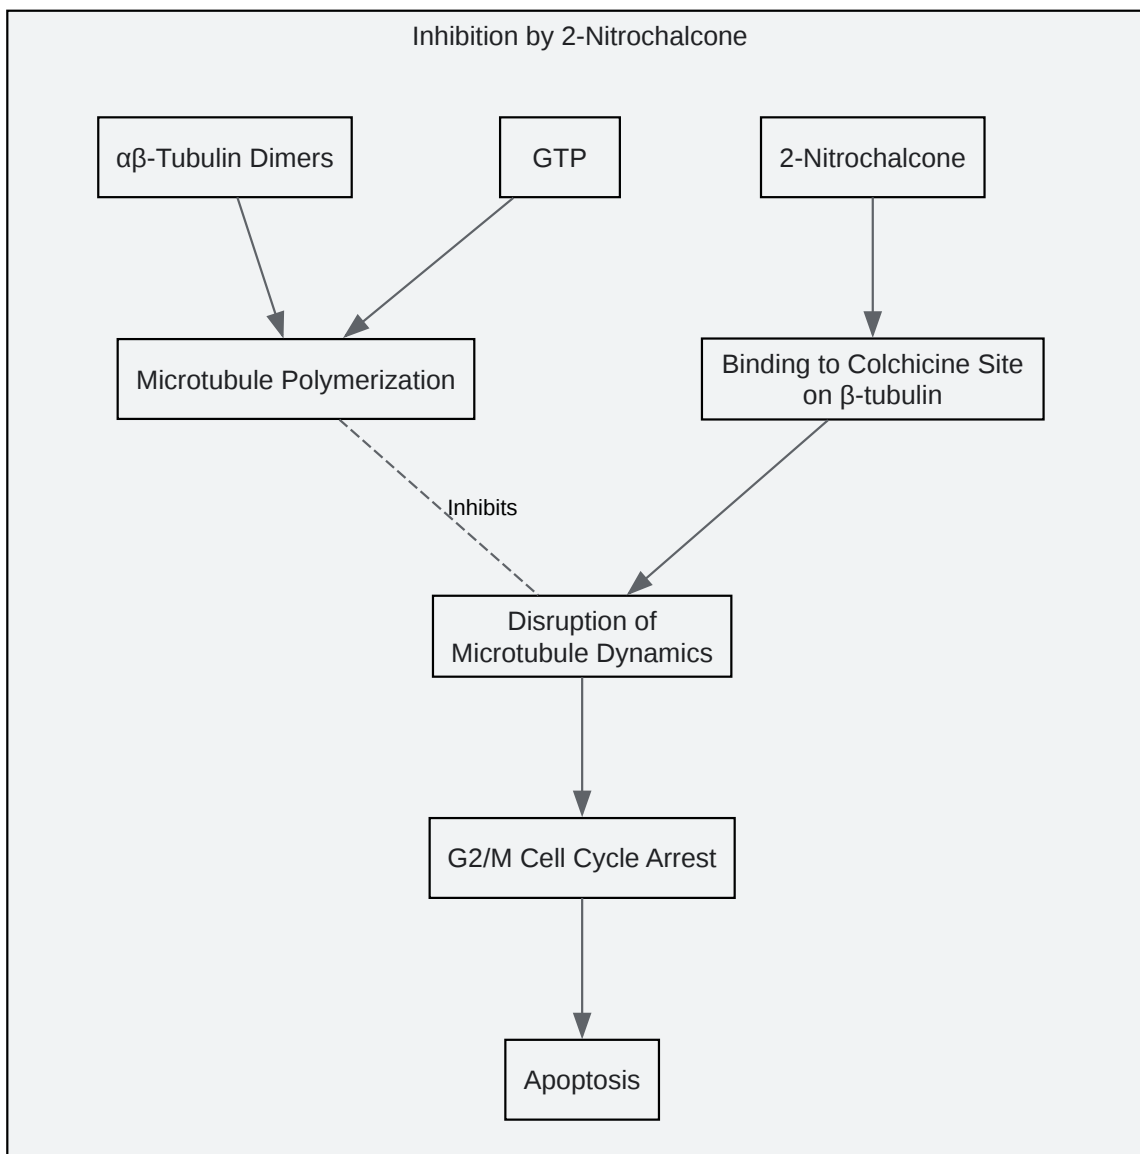 Inhibition by 2-Nitrochalcone
αβ-Tubulin Dimers
GTP
2-Nitrochalcone
Microtubule Polymerization
Binding to Colchicine Site
on β-tubulin
Inhibits
Disruption of
Microtubule Dynamics
G2/M Cell Cycle Arrest
Apoptosis